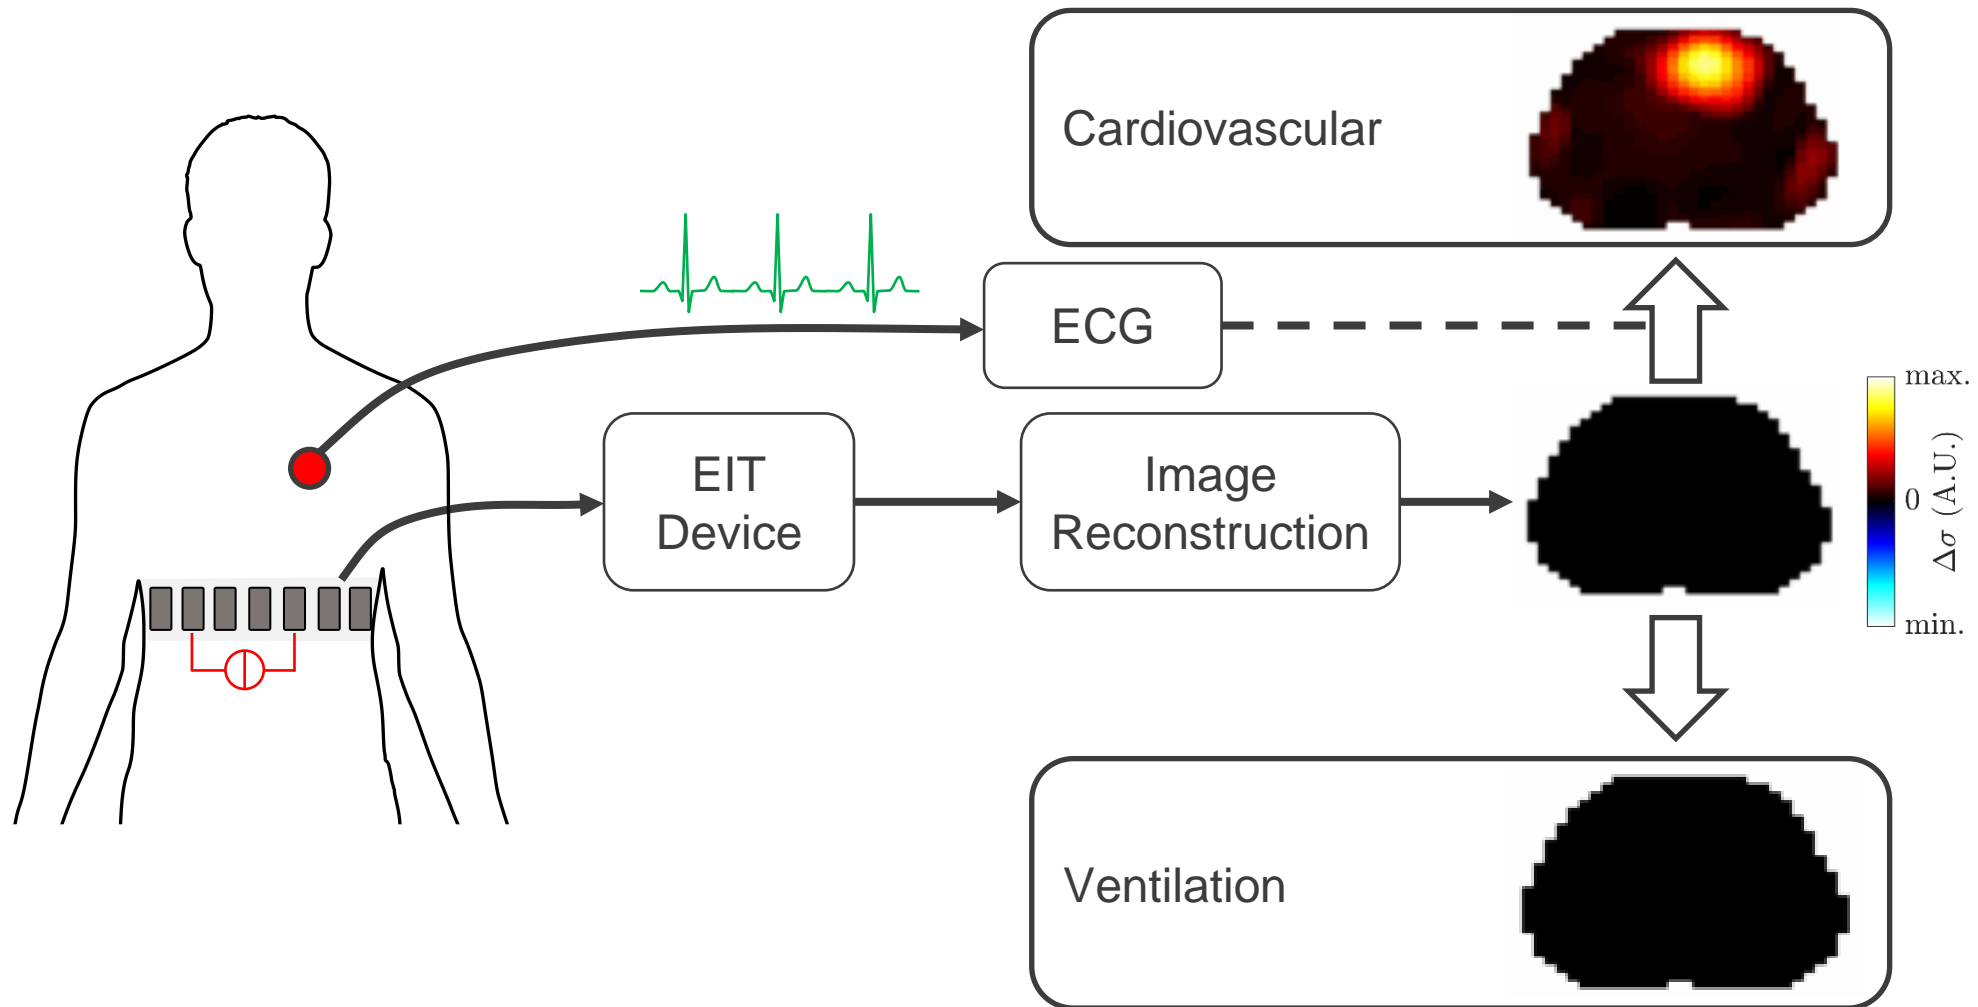 Cardiovascular
ECG
EIT
Device
Image
Reconstruction
max.
0
min.
Δσ (A.U.)
Ventilation